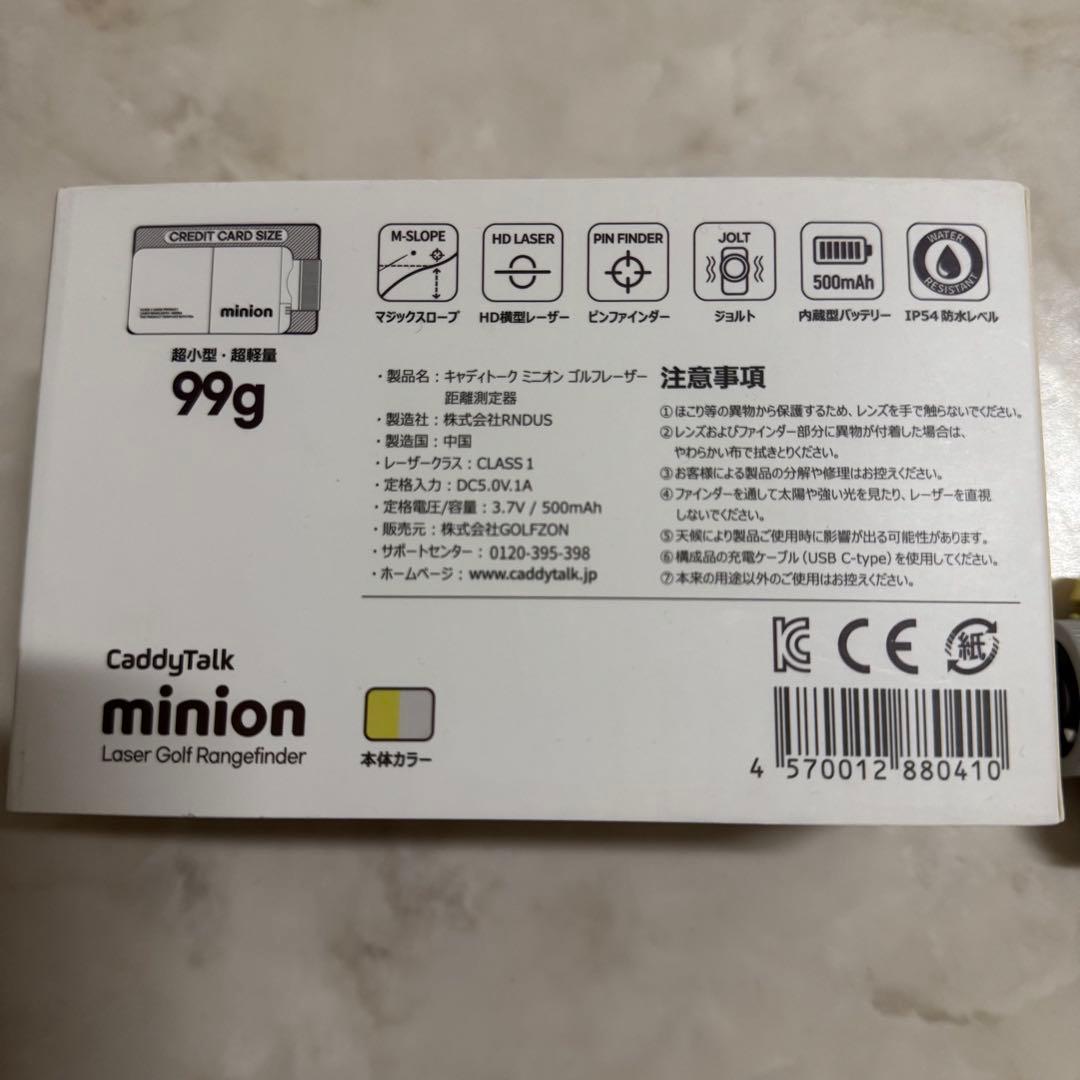 CREDIT CARD SIZE
minion
超小型・超軽量
99g
M-SLOPE
マジックスロープ
HD LASER
HD横型レーザー
PIN FINDER
ピンファインダー
JOLT
ジョルト
500mAh
内蔵型バッテリー
WATER RESISTANT
IP54 防水レベル
・製品名：キャディトーク ミニオン ゴルフレーザー
距離測定器
・製造社：株式会社RNDUS
・製造国：中国
・レーザークラス：CLASS 1
・定格入力：DC5.0V.1A
・定格電圧/容量：3.7V / 500mAh
・販売元：株式会社GOLFZON
・サポートセンター：0120-395-398
・ホームページ：www.caddytalk.jp
注意事項
①ほこり等の異物から保護するため、レンズを手で触らないでください。
②レンズおよびファインダー部分に異物が付着した場合は、
やわらかい布で拭きとりください。
③お客様による製品の分解や修理はお控えください。
④ファインダーを通して太陽や強い光を見たり、レーザーを直視
しないでください。
⑤天候により製品ご使用時に影響が出る可能性があります。
⑥構成品の充電ケーブル（USB C-type）を使用してください。
⑦本来の用途以外のご使用はお控えください。
CaddyTalk
minion
Laser Golf Rangefinder
本体カラー
KC CE 紙
4 570012 880410